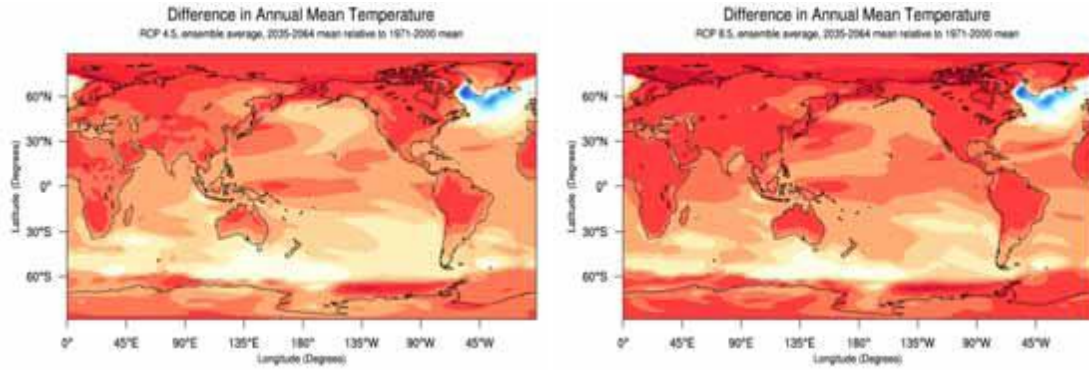 Difference in Annual Mean Temperature
RCP 4.5, ensemble average, 2035-2064 mean relative to 1971-2000 mean
Latitude (Degrees)
60°N
30°N
0°
30°S
60°S
0°
45°E
90°E
135°E
180°
135°W
90°W
45°W
Longitude (Degrees)
Difference in Annual Mean Temperature
RCP 8.5, ensemble average, 2035-2064 mean relative to 1971-2000 mean
Latitude (Degrees)
60°N
30°N
0°
30°S
60°S
0°
45°E
90°E
135°E
180°
135°W
90°W
45°W
Longitude (Degrees)